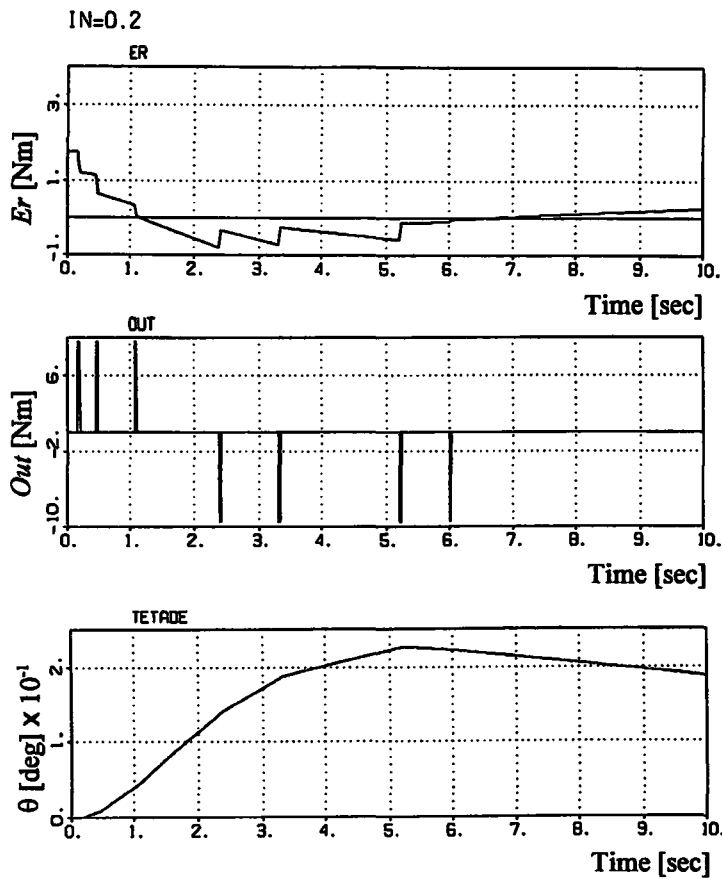 IN=0.2
ER
Er [Nm]
3.
1.
-1.
0. 1. 2. 3. 4. 5. 6. 7. 8. 9. 10.
Time [sec]
OUT
Out [Nm]
6.
-2.
-10.
0. 1. 2. 3. 4. 5. 6. 7. 8. 9. 10.
Time [sec]
TETADE
θ [deg] x 10⁻¹
2.
1.
0.
0. 1. 2. 3. 4. 5. 6. 7. 8. 9. 10.
Time [sec]